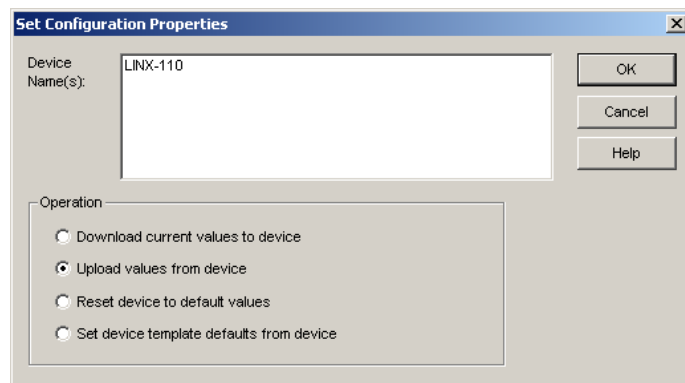 Set Configuration Properties
Device
Name(s):
LINX-110
OK
Cancel
Help
Operation
Download current values to device
Upload values from device
Reset device to default values
Set device template defaults from device